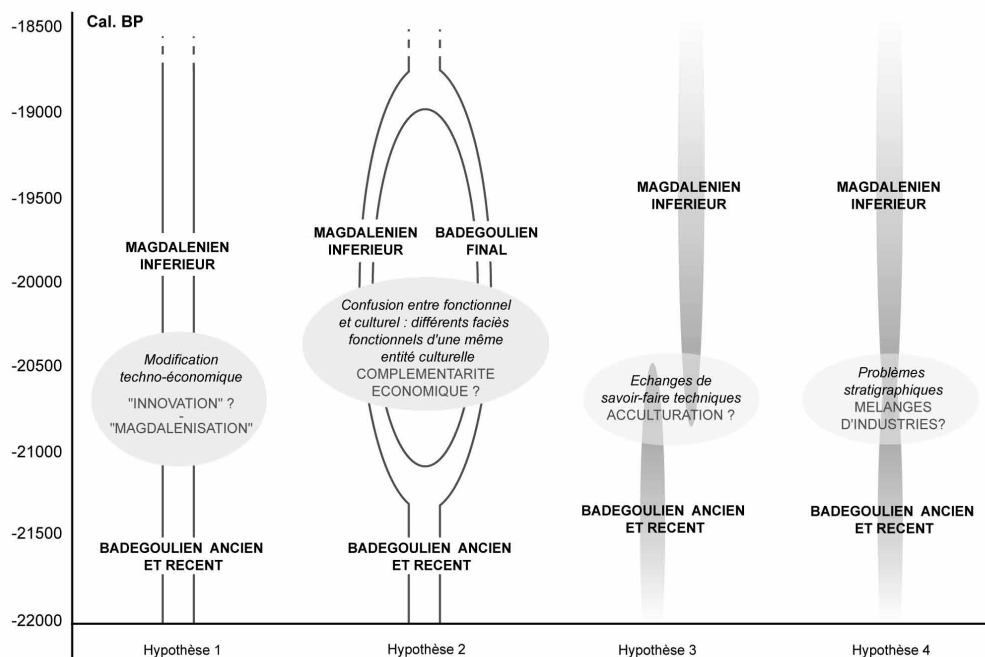 Cal. BP
-18500
-19000
-19500
-20000
-20500
-21000
-21500
-22000
MAGDALENIEN
INFERIEUR
Modification
techno-économique
"INNOVATION" ?
-
"MAGDALENISATION"
BADEGOULIEN ANCIEN
ET RECENT
Hypothèse 1
MAGDALENIEN
INFERIEUR
BADEGOULIEN
FINAL
Confusion entre fonctionnel
et culturel : différents faciès
fonctionnels d'une même
entité culturelle
COMPLEMENTARITE
ECONOMIQUE ?
BADEGOULIEN ANCIEN
ET RECENT
Hypothèse 2
MAGDALENIEN
INFERIEUR
Echanges de
savoir-faire techniques
ACCULTURATION ?
BADEGOULIEN ANCIEN
ET RECENT
Hypothèse 3
MAGDALENIEN
INFERIEUR
Problèmes
stratigraphiques
MELANGES
D'INDUSTRIES?
BADEGOULIEN ANCIEN
ET RECENT
Hypothèse 4